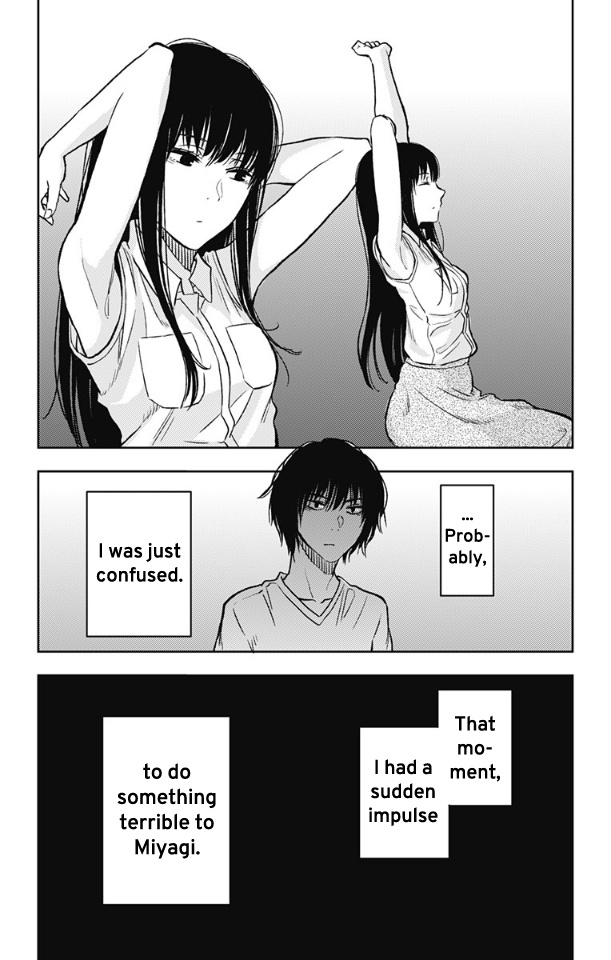 ...
Prob-
ably,
I was just
confused.
That
mo-
ment,
I had a
sudden
impulse
to do
something
terrible to
Miyagi.